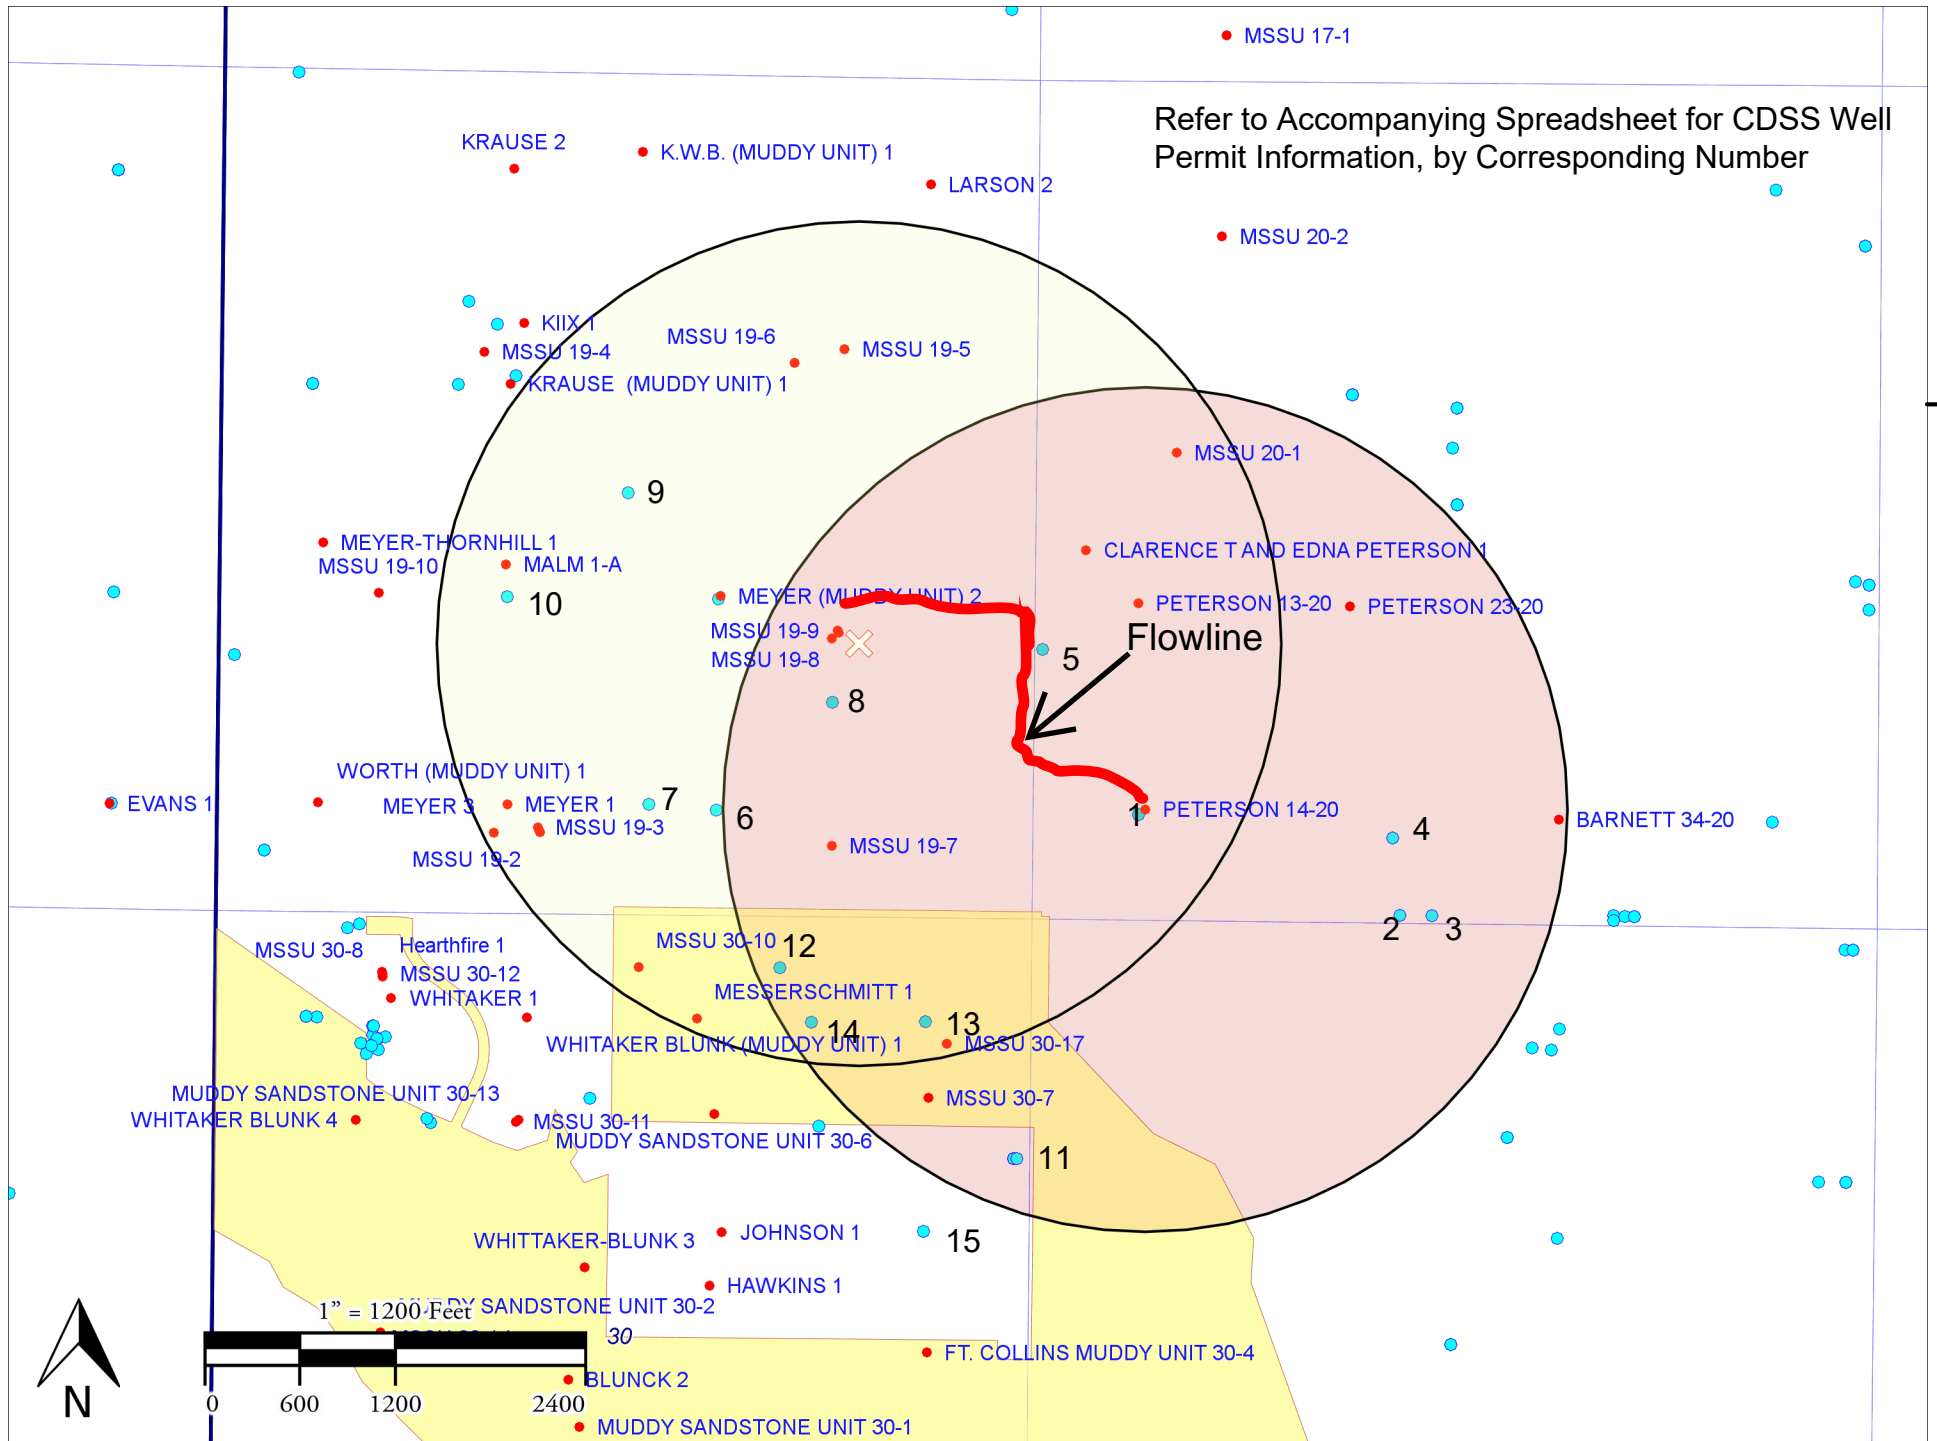 MSSU 17-1
Refer to Accompanying Spreadsheet for CDSS Well
Permit Information, by Corresponding Number
KRAUSE 2
K.W.B. (MUDDY UNIT) 1
LARSON 2
MSSU 20-2
KIIX 1
MSSU 19-6
MSSU 19-5
MSSU 19-4
KRAUSE (MUDDY UNIT) 1
MSSU 20-1
9
MEYER-THORNHILL 1
CLARENCE T AND EDNA PETERSON 1
MSSU 19-10
MALM 1-A
10
MEYER (MUDDY UNIT) 2
PETERSON 13-20
PETERSON 23-20
MSSU 19-9
Flowline
MSSU 19-8
5
8
WORTH (MUDDY UNIT) 1
EVANS 1
MEYER 3
MEYER 1
7
6
1
PETERSON 14-20
BARNETT 34-20
MSSU 19-3
4
MSSU 19-2
MSSU 19-7
2
3
MSSU 30-8
Hearthfire 1
MSSU 30-10
12
MSSU 30-12
WHITAKER 1
MESSERSCHMITT 1
14
13
WHITAKER BLUNK (MUDDY UNIT) 1
MSSU 30-17
MUDDY SANDSTONE UNIT 30-13
MSSU 30-7
WHITAKER BLUNK 4
MSSU 30-11
MUDDY SANDSTONE UNIT 30-6
11
WHITTAKER-BLUNK 3
JOHNSON 1
15
HAWKINS 1
MUDDY SANDSTONE UNIT 30-2
1” = 1200 Feet
30
FT. COLLINS MUDDY UNIT 30-4
BLUNCK 2
0 600 1200 2400
N
MUDDY SANDSTONE UNIT 30-1